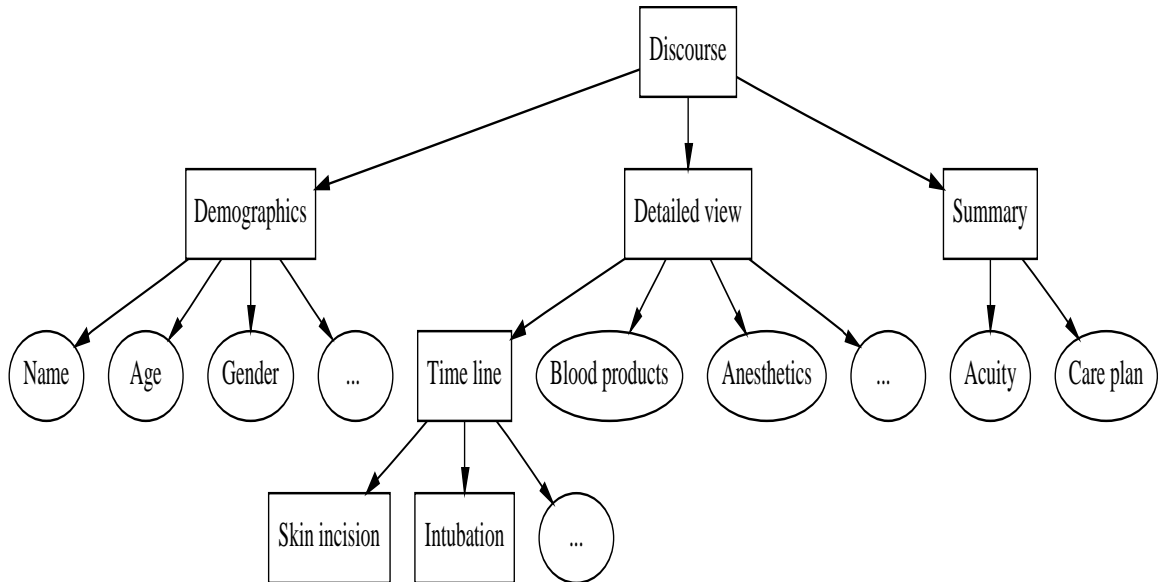 Discourse
Demographics
Detailed view
Summary
Name
Age
Gender
...
Time line
Blood products
Anesthetics
...
Acuity
Care plan
Skin incision
Intubation
...